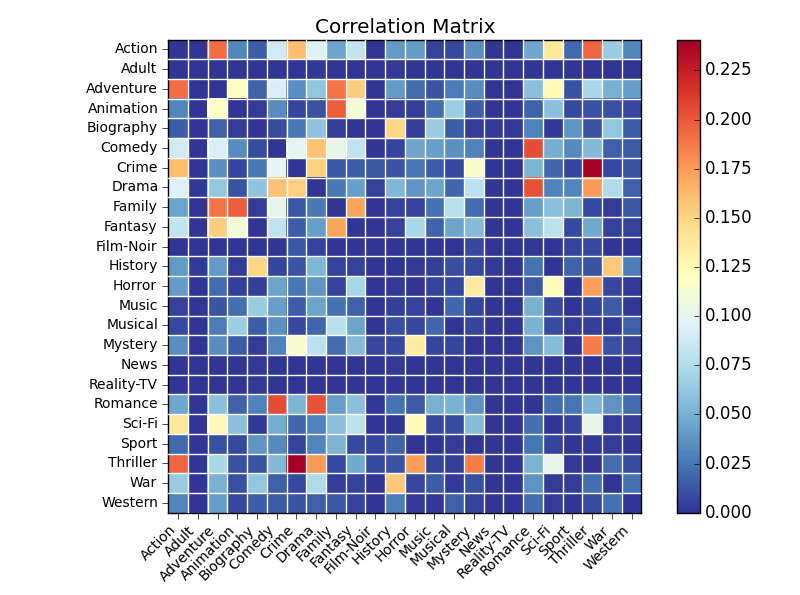 Correlation Matrix
Action
Adult
Adventure
Animation
Biography
Comedy
Crime
Drama
Family
Fantasy
Film-Noir
History
Horror
Music
Musical
Mystery
News
Reality-TV
Romance
Sci-Fi
Sport
Thriller
War
Western
Action
Adult
Adventure
Animation
Biography
Comedy
Crime
Drama
Family
Fantasy
Film-Noir
History
Horror
Music
Musical
Mystery
News
Reality-TV
Romance
Sci-Fi
Sport
Thriller
War
Western
0.225
0.200
0.175
0.150
0.125
0.100
0.075
0.050
0.025
0.000